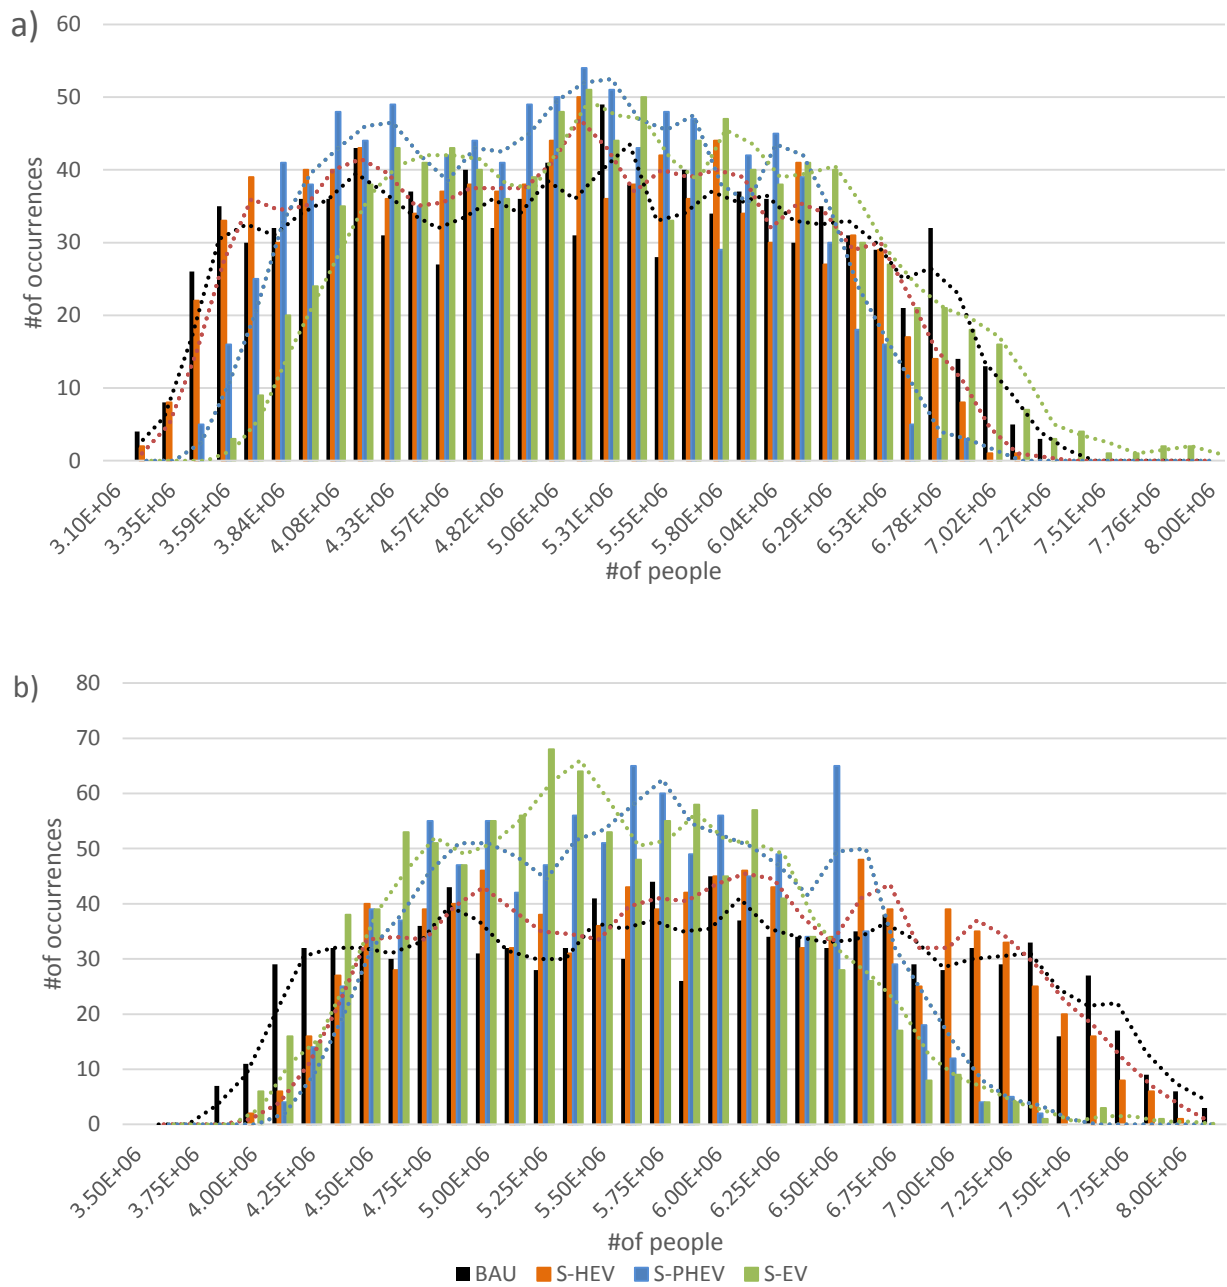 a)
60
50
40
30
20
10
0
#of occurrences
3.10E+06 3.35E+06 3.59E+06 3.84E+06 4.08E+06 4.33E+06 4.57E+06 4.82E+06 5.06E+06 5.31E+06 5.55E+06 5.80E+06 6.04E+06 6.29E+06 6.53E+06 6.78E+06 7.02E+06 7.27E+06 7.51E+06 7.76E+06 8.00E+06
#of people
b)
80
70
60
50
40
30
20
10
0
#of occurrences
3.50E+06 3.75E+06 4.00E+06 4.25E+06 4.50E+06 4.75E+06 5.00E+06 5.25E+06 5.50E+06 5.75E+06 6.00E+06 6.25E+06 6.50E+06 6.75E+06 7.00E+06 7.25E+06 7.50E+06 7.75E+06 8.00E+06
#of people
BAU S-HEV S-PHEV S-EV